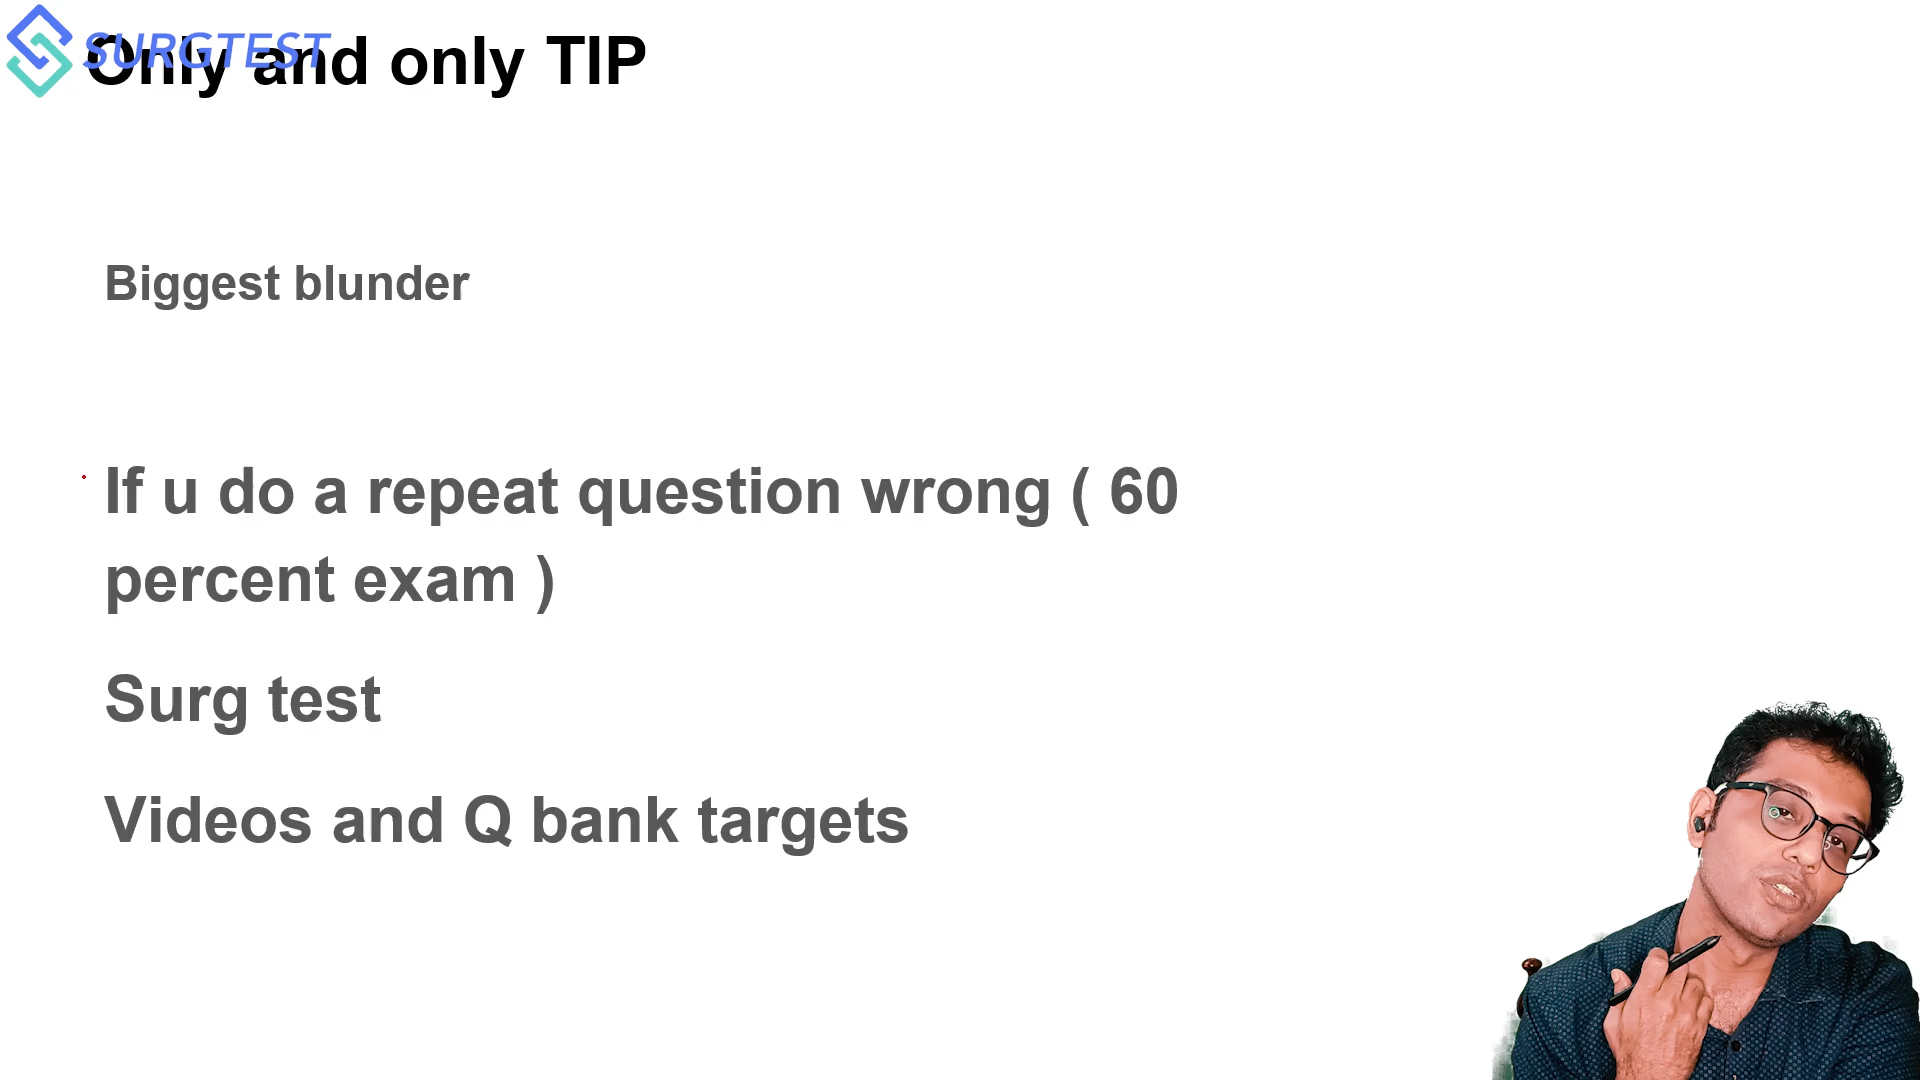 SURGTEST
Only and only TIP
Biggest blunder
If u do a repeat question wrong ( 60
percent exam )
Surg test
Videos and Q bank targets